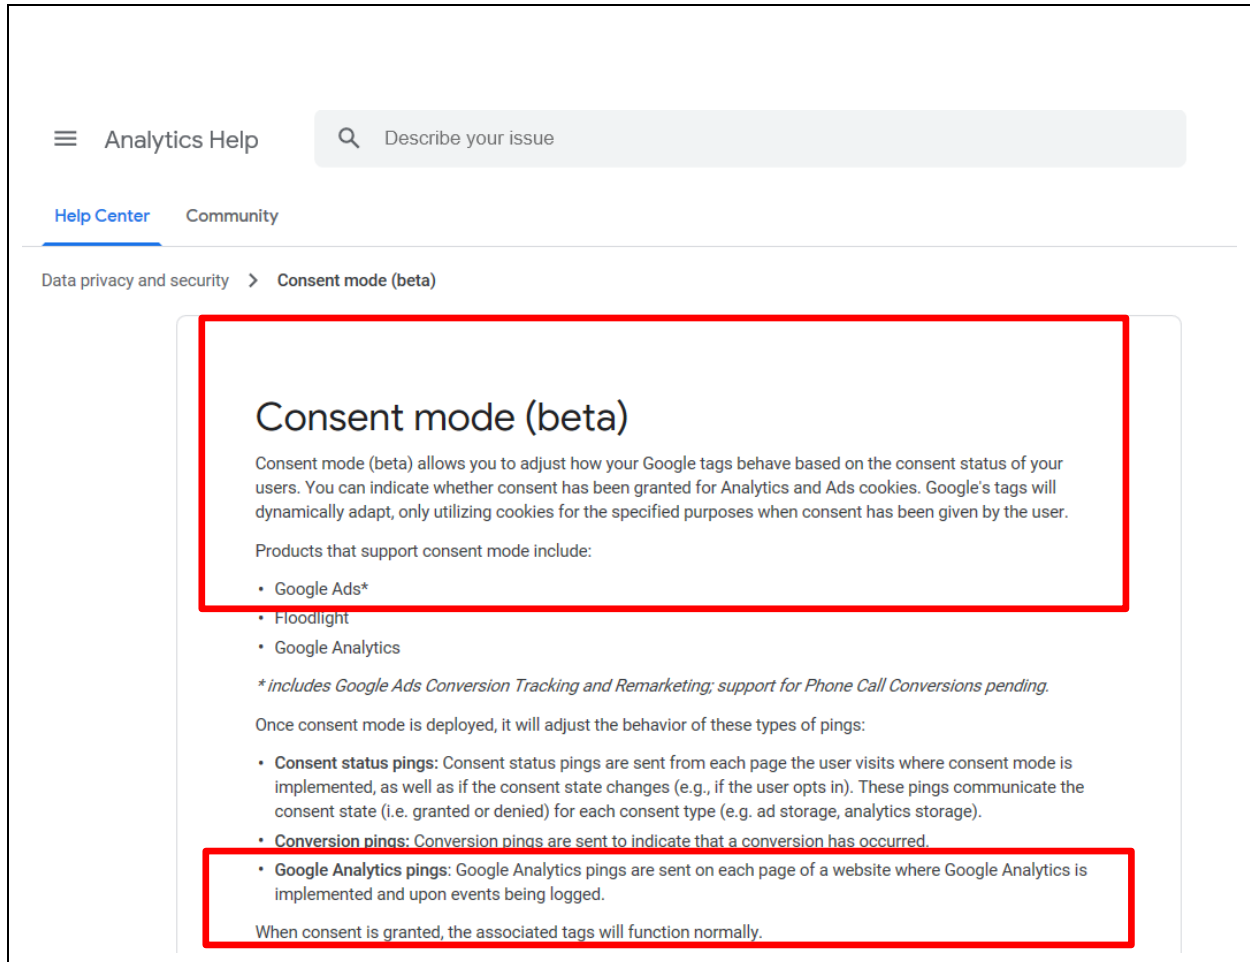 Analytics Help
Describe your issue
Help Center Community
Data privacy and security > Consent mode (beta)
Consent mode (beta)
Consent mode (beta) allows you to adjust how your Google tags behave based on the consent status of your
users. You can indicate whether consent has been granted for Analytics and Ads cookies. Google's tags will
dynamically adapt, only utilizing cookies for the specified purposes when consent has been given by the user.
Products that support consent mode include:
• Google Ads*
• Floodlight
• Google Analytics
* includes Google Ads Conversion Tracking and Remarketing; support for Phone Call Conversions pending.
Once consent mode is deployed, it will adjust the behavior of these types of pings:
• Consent status pings: Consent status pings are sent from each page the user visits where consent mode is
implemented, as well as if the consent state changes (e.g., if the user opts in). These pings communicate the
consent state (i.e. granted or denied) for each consent type (e.g. ad storage, analytics storage).
• Conversion pings: Conversion pings are sent to indicate that a conversion has occurred.
• Google Analytics pings: Google Analytics pings are sent on each page of a website where Google Analytics is
implemented and upon events being logged.
When consent is granted, the associated tags will function normally.